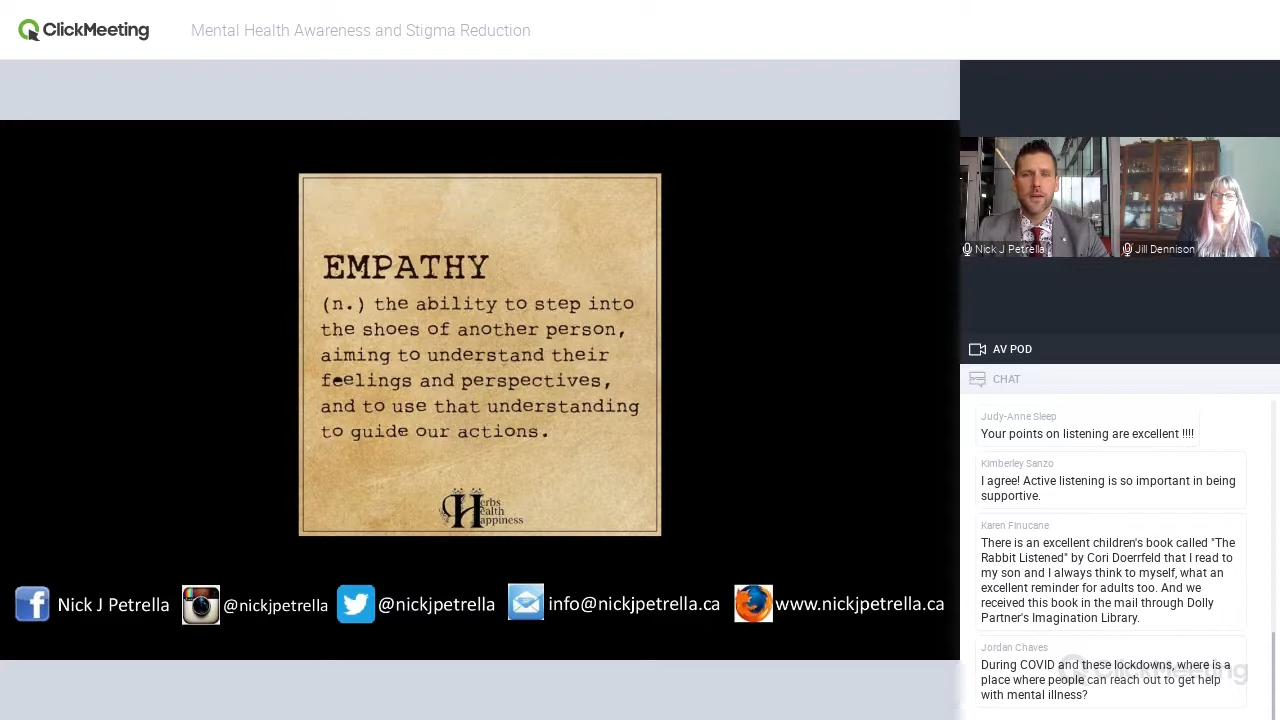 ClickMeeting
Mental Health Awareness and Stigma Reduction
EMPATHY
(n.) the ability to step into
the shoes of another person,
aiming to understand their
feelings and perspectives,
and to use that understanding
to guide our actions.
Herbs
Health
Happiness
Nick J Petrella
@nickjpetrella
@nickjpetrella
info@nickjpetrella.ca
www.nickjpetrella.ca
Nick J Petrella
Jill Dennison
AV POD
CHAT
Judy-Anne Sleep
Your points on listening are excellent !!!!
Kimberley Sanzo
I agree! Active listening is so important in being
supportive.
Karen Finucane
There is an excellent children's book called "The
Rabbit Listened" by Cori Doerrfeld that I read to
my son and I always think to myself, what an
excellent reminder for adults too. And we
received this book in the mail through Dolly
Partner's Imagination Library.
Jordan Chaves
During COVID and these lockdowns, where is a
place where people can reach out to get help
with mental illness?
ClickMeeting